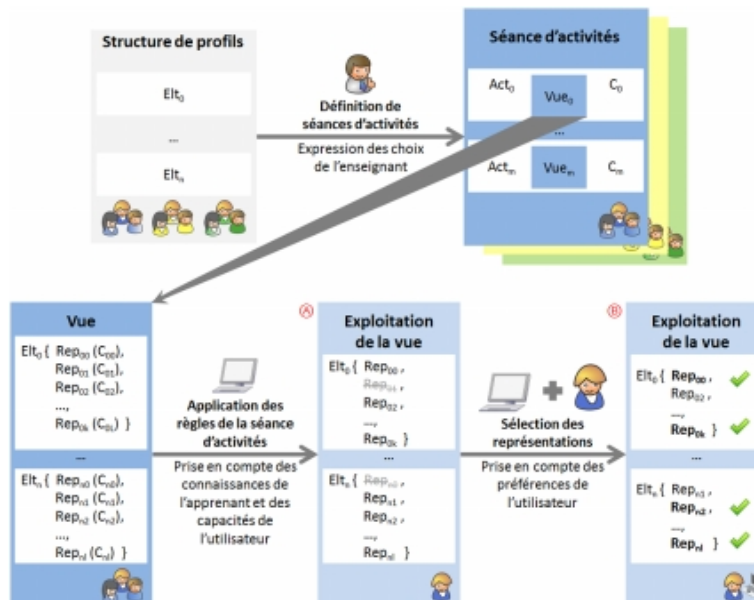 Structure de profils
Elt₀
...
Eltₙ
Définition de
séances d'activités
Expression des choix
de l'enseignant
Séance d'activités
Act₀ Vue₀ C₀
...
Actₘ Vueₘ Cₘ
Vue
Elt₀ { Rep₀₀ (C₀₀),
Rep₀₁ (C₀₁),
Rep₀₂ (C₀₂),
...,
Rep₀ₖ ) }
...
Eltₙ { Repₙ₀ (Cₙ₀),
Repₙ₁ (Cₙ₁),
Repₙ₂ (Cₙ₂),
...,
Repₙₗ (Cₙₗ) }
Application des
règles de la séance
d'activités
Prise en compte des
connaissances de
l'apprenant et des
capacités de
l'utilisateur
A
Exploitation
de la vue
Elt₀ { Rep₀₀ ,
Rep₀₁ ,
Rep₀₂ ,
...,
Rep₀ₖ }
...
Eltₙ { Repₙ₀ ,
Repₙ₁ ,
Repₙ₂ ,
...,
Repₙₗ }
Sélection des
représentations
Prise en compte des
préférences de
l'utilisateur
B
Exploitation
de la vue
Elt₀ { Rep₀₀ ,
Rep₀₂ ,
...,
Rep₀ₖ }
...
Eltₙ { Repₙ₁ ,
Repₙ₂ ,
...,
Repₙₗ }